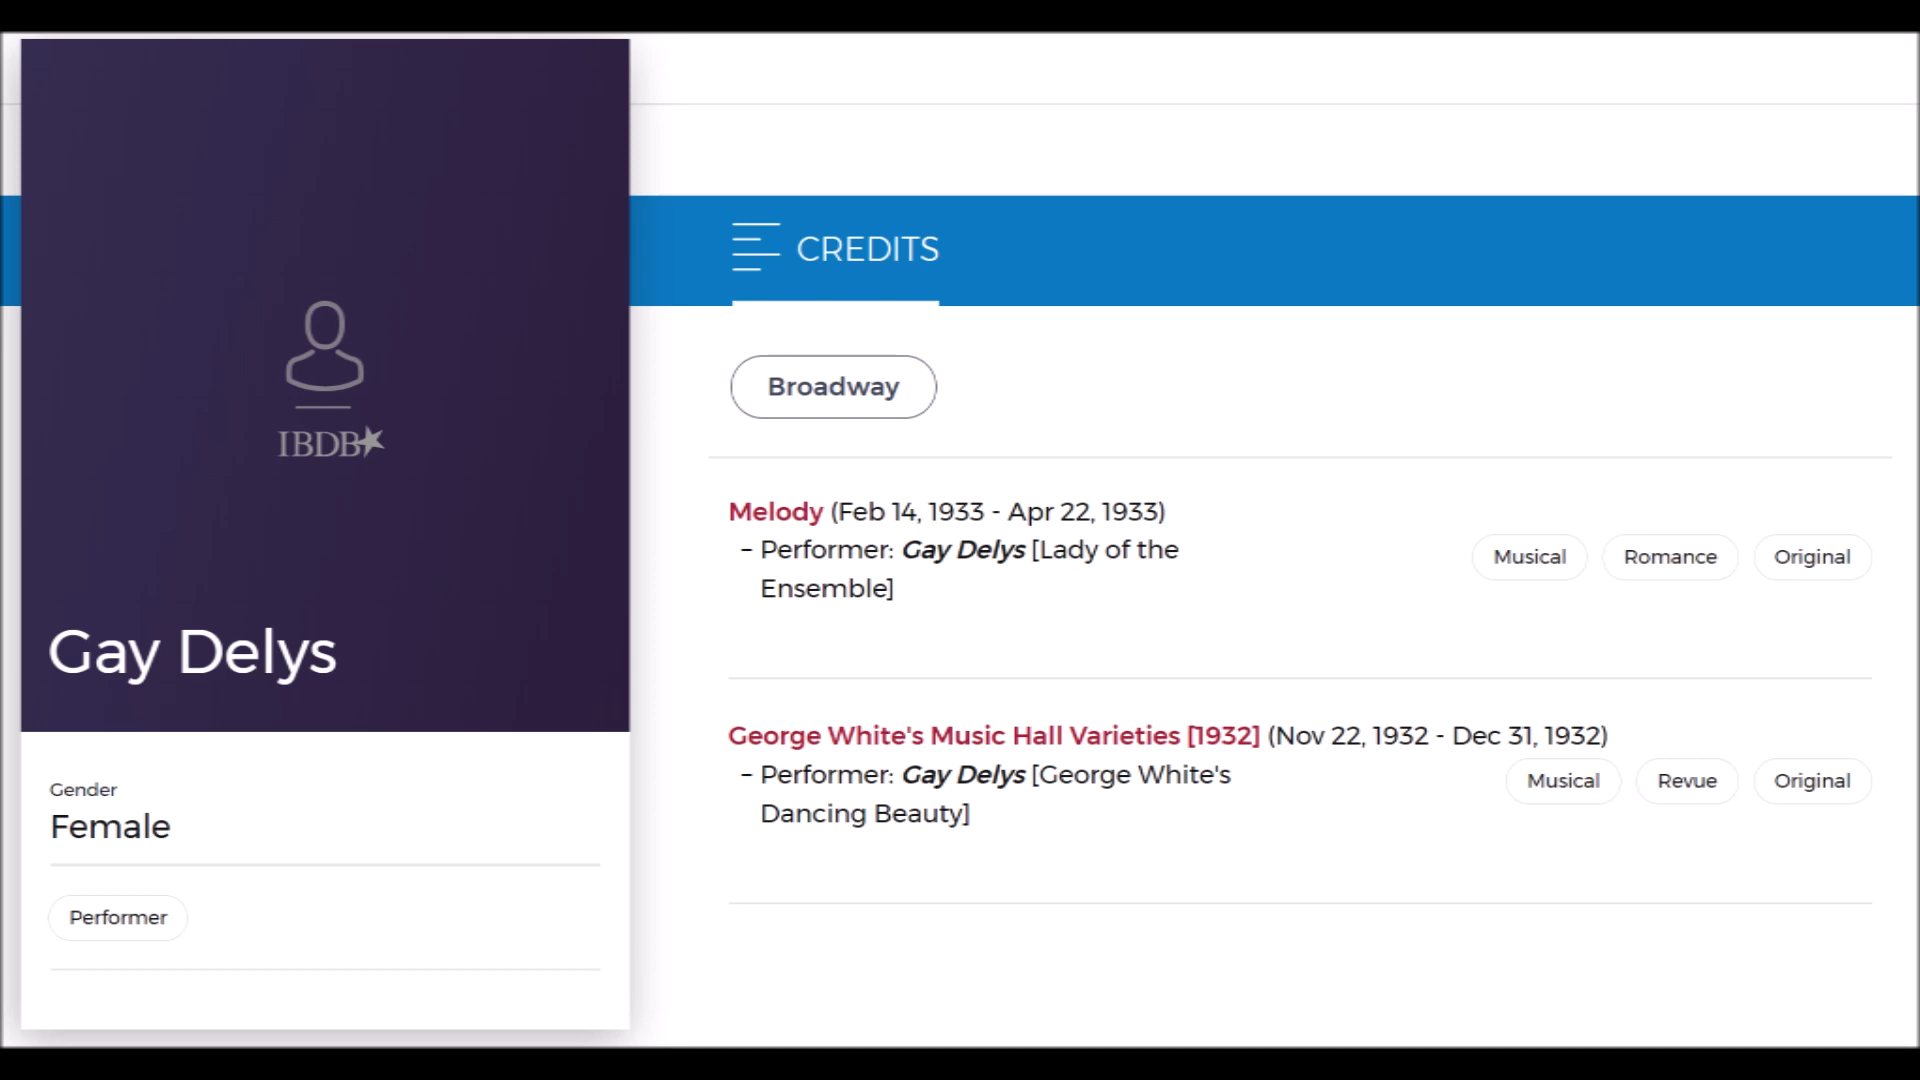 IBDB
Gay Delys
Gender
Female
Performer
CREDITS
Broadway
Melody (Feb 14, 1933 - Apr 22, 1933)
– Performer: Gay Delys [Lady of the
Ensemble]
Musical Romance Original
George White's Music Hall Varieties [1932] (Nov 22, 1932 - Dec 31, 1932)
– Performer: Gay Delys [George White's
Dancing Beauty]
Musical Revue Original